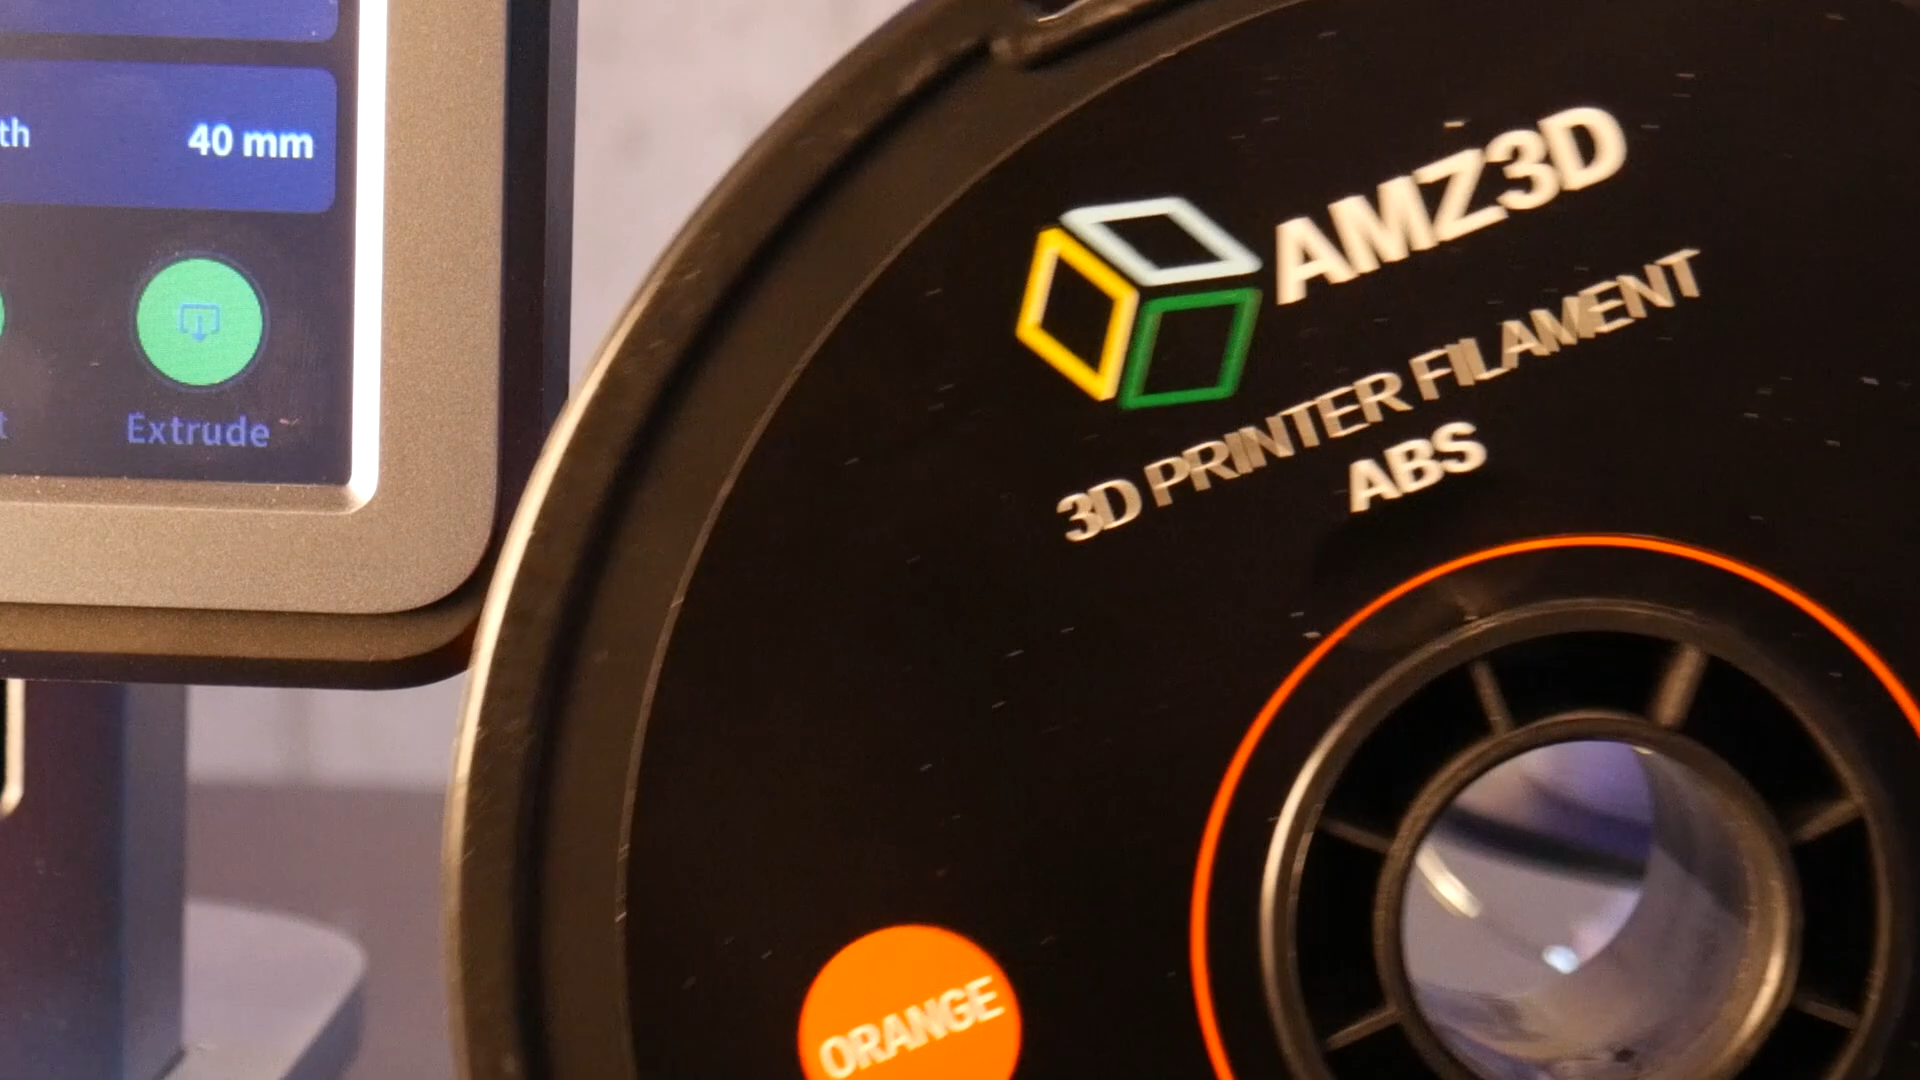 th
40 mm
t
Extrude
AMZ3D
3D PRINTER FILAMENT
ABS
ORANGE